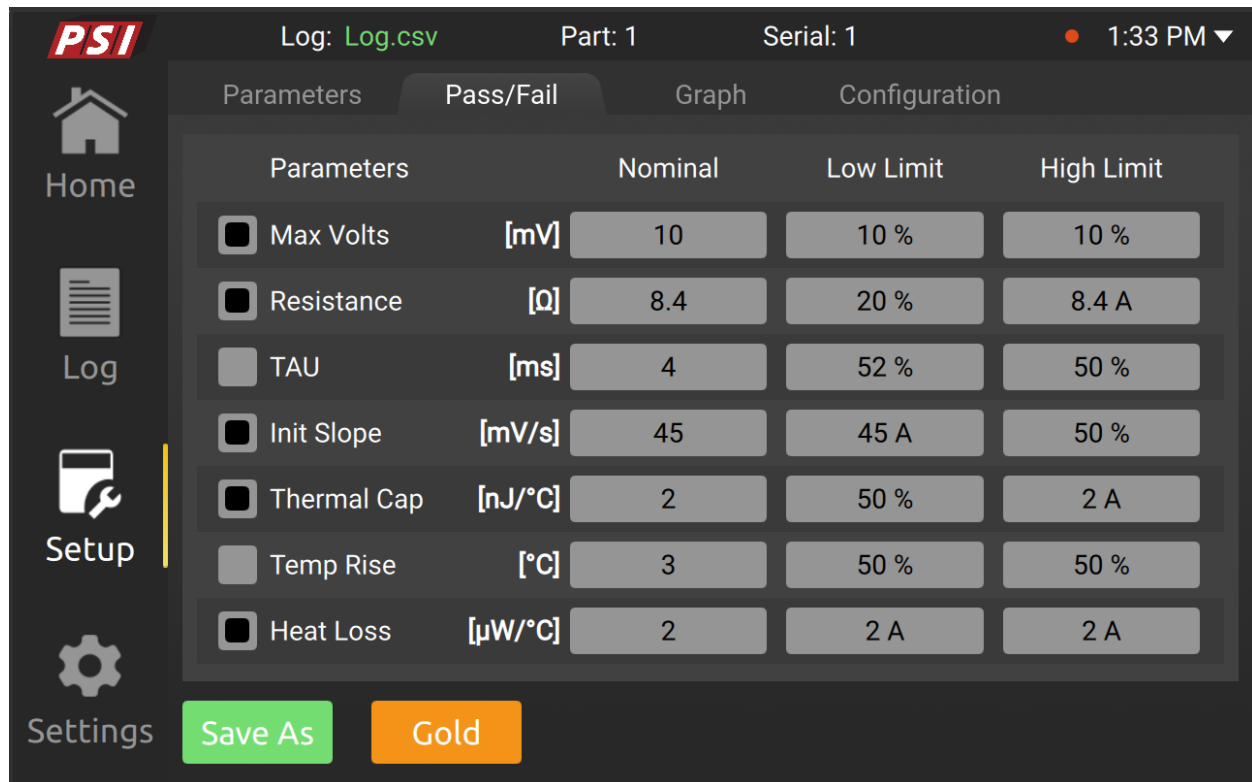 PSI Log: Log.csv Part: 1 Serial: 1 1:33 PM
Parameters Pass/Fail Graph Configuration
Home
Log
Setup
Settings
Parameters Nominal Low Limit High Limit
Max Volts [mV] 10 10 % 10 %
Resistance [Ω] 8.4 20 % 8.4 A
TAU [ms] 4 52 % 50 %
Init Slope [mV/s] 45 45 A 50 %
Thermal Cap [nJ/°C] 2 50 % 2 A
Temp Rise [°C] 3 50 % 50 %
Heat Loss [µW/°C] 2 2 A 2 A
Save As Gold